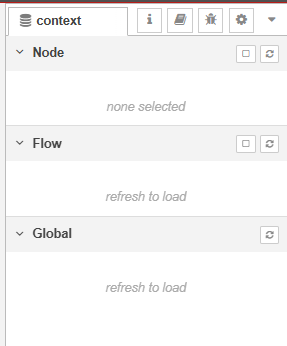 context
Node
none selected
Flow
refresh to load
Global
refresh to load